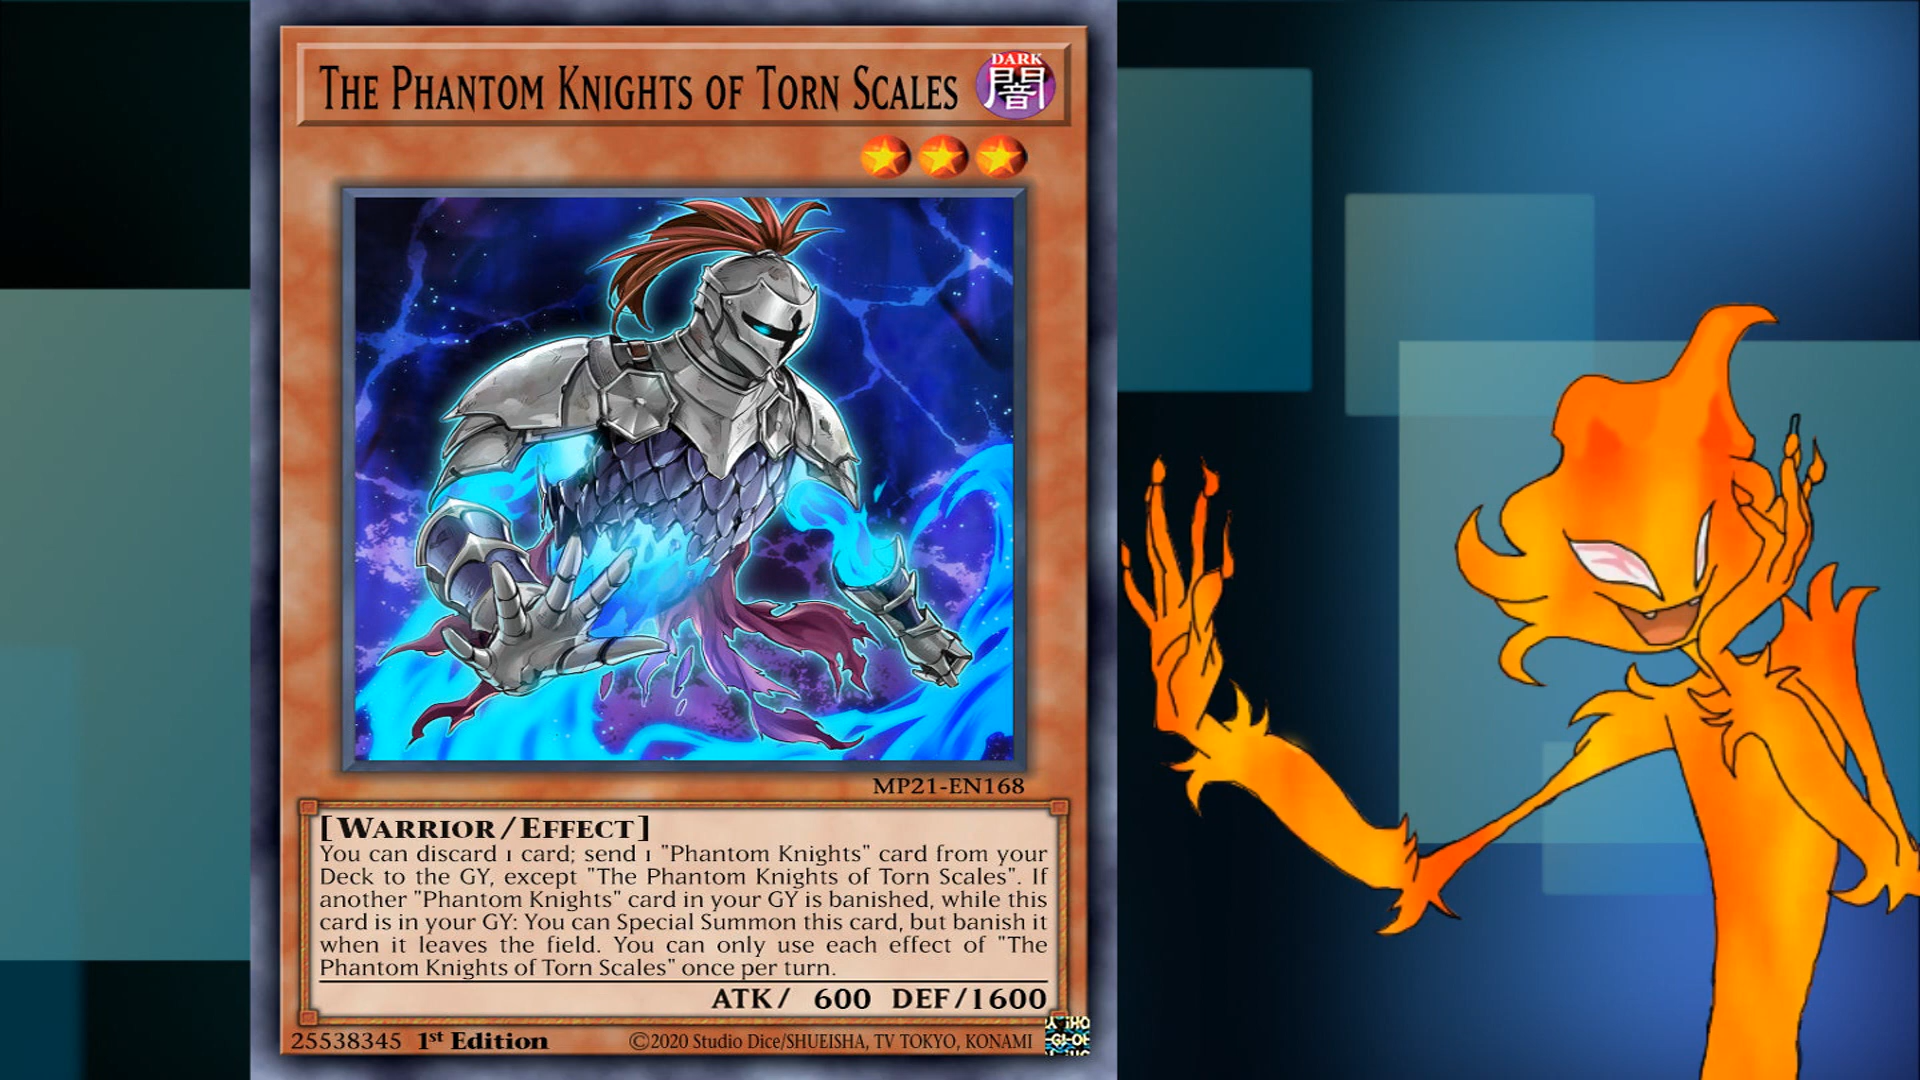 The Phantom Knights of Torn Scales
DARK
闇
MP21-EN168
[Warrior/Effect]
You can discard 1 card; send 1 "Phantom Knights" card from your
Deck to the GY, except "The Phantom Knights of Torn Scales". If
another "Phantom Knights" card in your GY is banished, while this
card is in your GY: You can Special Summon this card, but banish it
when it leaves the field. You can only use each effect of "The
Phantom Knights of Torn Scales" once per turn.
ATK/ 600 DEF/1600
25538345 1st Edition ©2020 Studio Dice/SHUEISHA, TV TOKYO, KONAMI